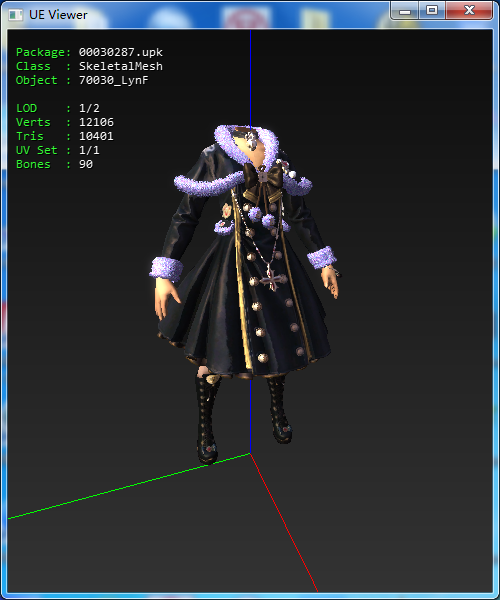 UE Viewer
Package: 00030287.upk
Class : SkeletalMesh
Object : 70030_LynF
LOD : 1/2
Verts : 12106
Tris : 10401
UV Set : 1/1
Bones : 90